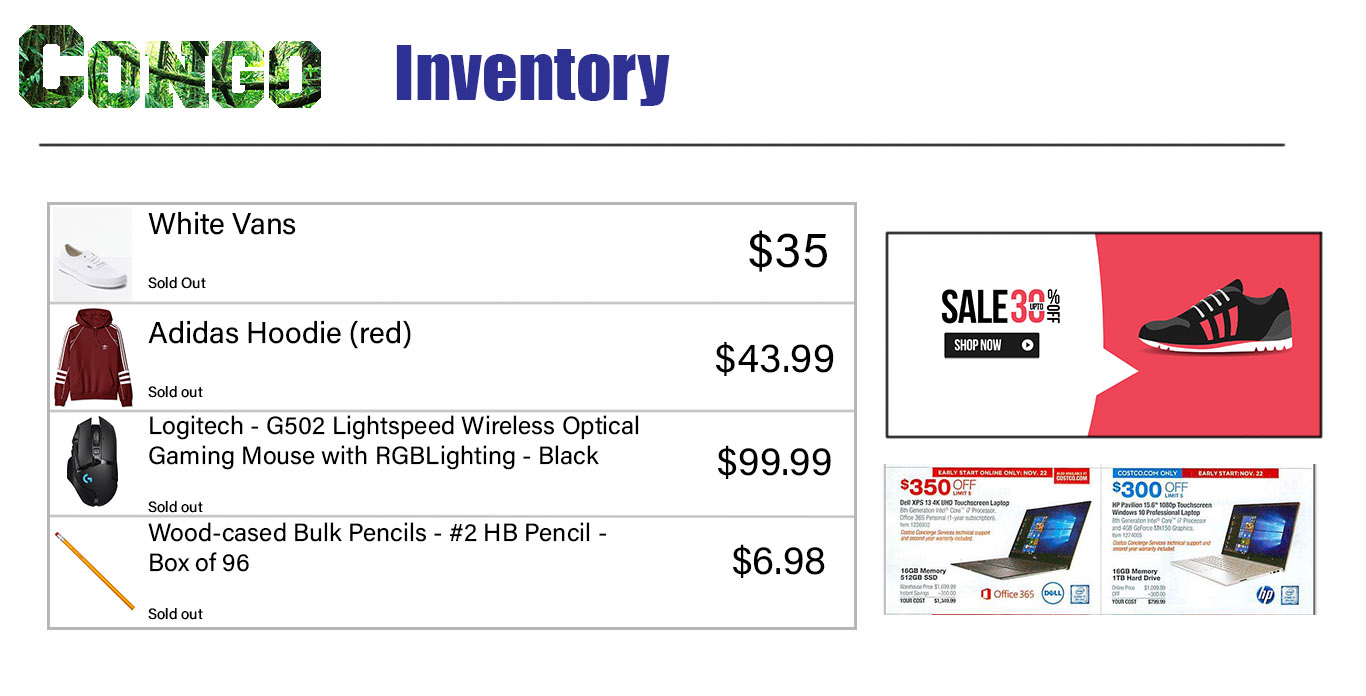 CONGO Inventory
White Vans
$35
Sold Out
Adidas Hoodie (red)
$43.99
Sold out
Logitech - G502 Lightspeed Wireless Optical
Gaming Mouse with RGBLighting - Black
$99.99
Sold out
Wood-cased Bulk Pencils - #2 HB Pencil -
Box of 96
$6.98
Sold out
SALE 30% UPTO OFF
SHOP NOW
EARLY START ONLINE ONLY: NOV. 22
ALSO AVAILABLE AT
COSTCO.COM
$350 OFF
LIMIT 5
Dell XPS 13 4K UHD Touchscreen Laptop
8th Generation Intel® Core™ i7 Processor.
Office 365 Personal (1-year subscription).
Item 1226932
Costco Concierge Services technical support
and second-year warranty included.
16GB Memory
512GB SSD
Warehouse Price $1,699.99
Instant Savings -350.00
YOUR COST $1,349.99
Office 365
DELL
COSTCO.COM ONLY
EARLY START: NOV. 22
$300 OFF
LIMIT 5
HP Pavilion 15.6" 1080p Touchscreen
Windows 10 Professional Laptop
8th Generation Intel® Core™ i7 Processor
and 4GB GeForce MX150 Graphics.
Item 1274005
Costco Concierge Services technical support and
second-year warranty included.
16GB Memory
1TB Hard Drive
Online Price $1,099.99
OFF -300.00
YOUR COST $799.99
hp